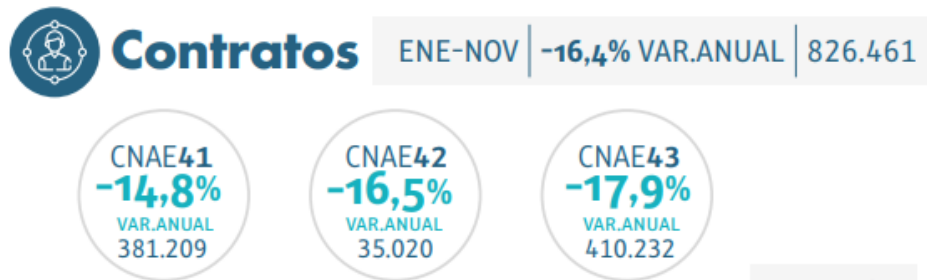 Contratos
ENE-NOV | -16,4% VAR.ANUAL | 826.461
CNAE41
-14,8%
VAR.ANUAL
381.209
CNAE42
-16,5%
VAR.ANUAL
35.020
CNAE43
-17,9%
VAR.ANUAL
410.232